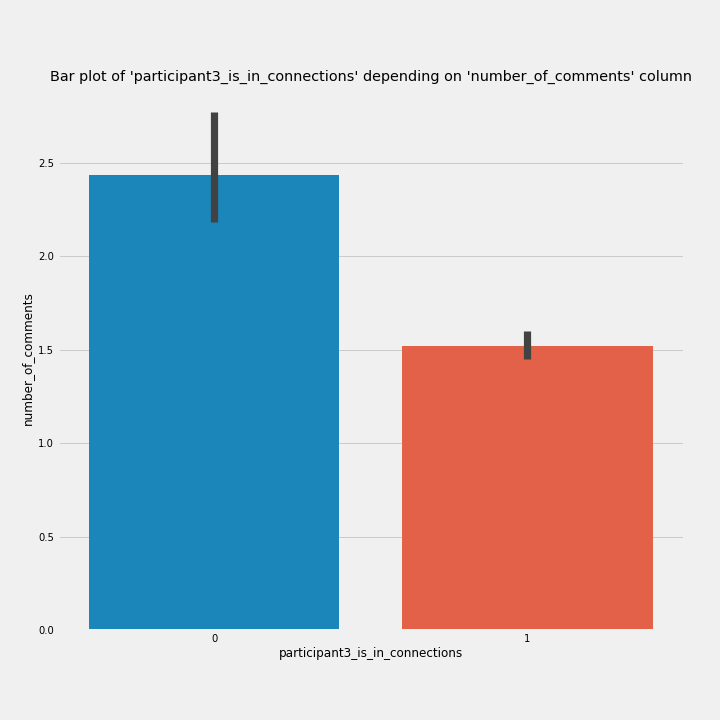 Bar plot of 'participant3_is_in_connections' depending on 'number_of_comments' column
2.5
2.0
1.5
1.0
0.5
0.0
number_of_comments
0
1
participant3_is_in_connections